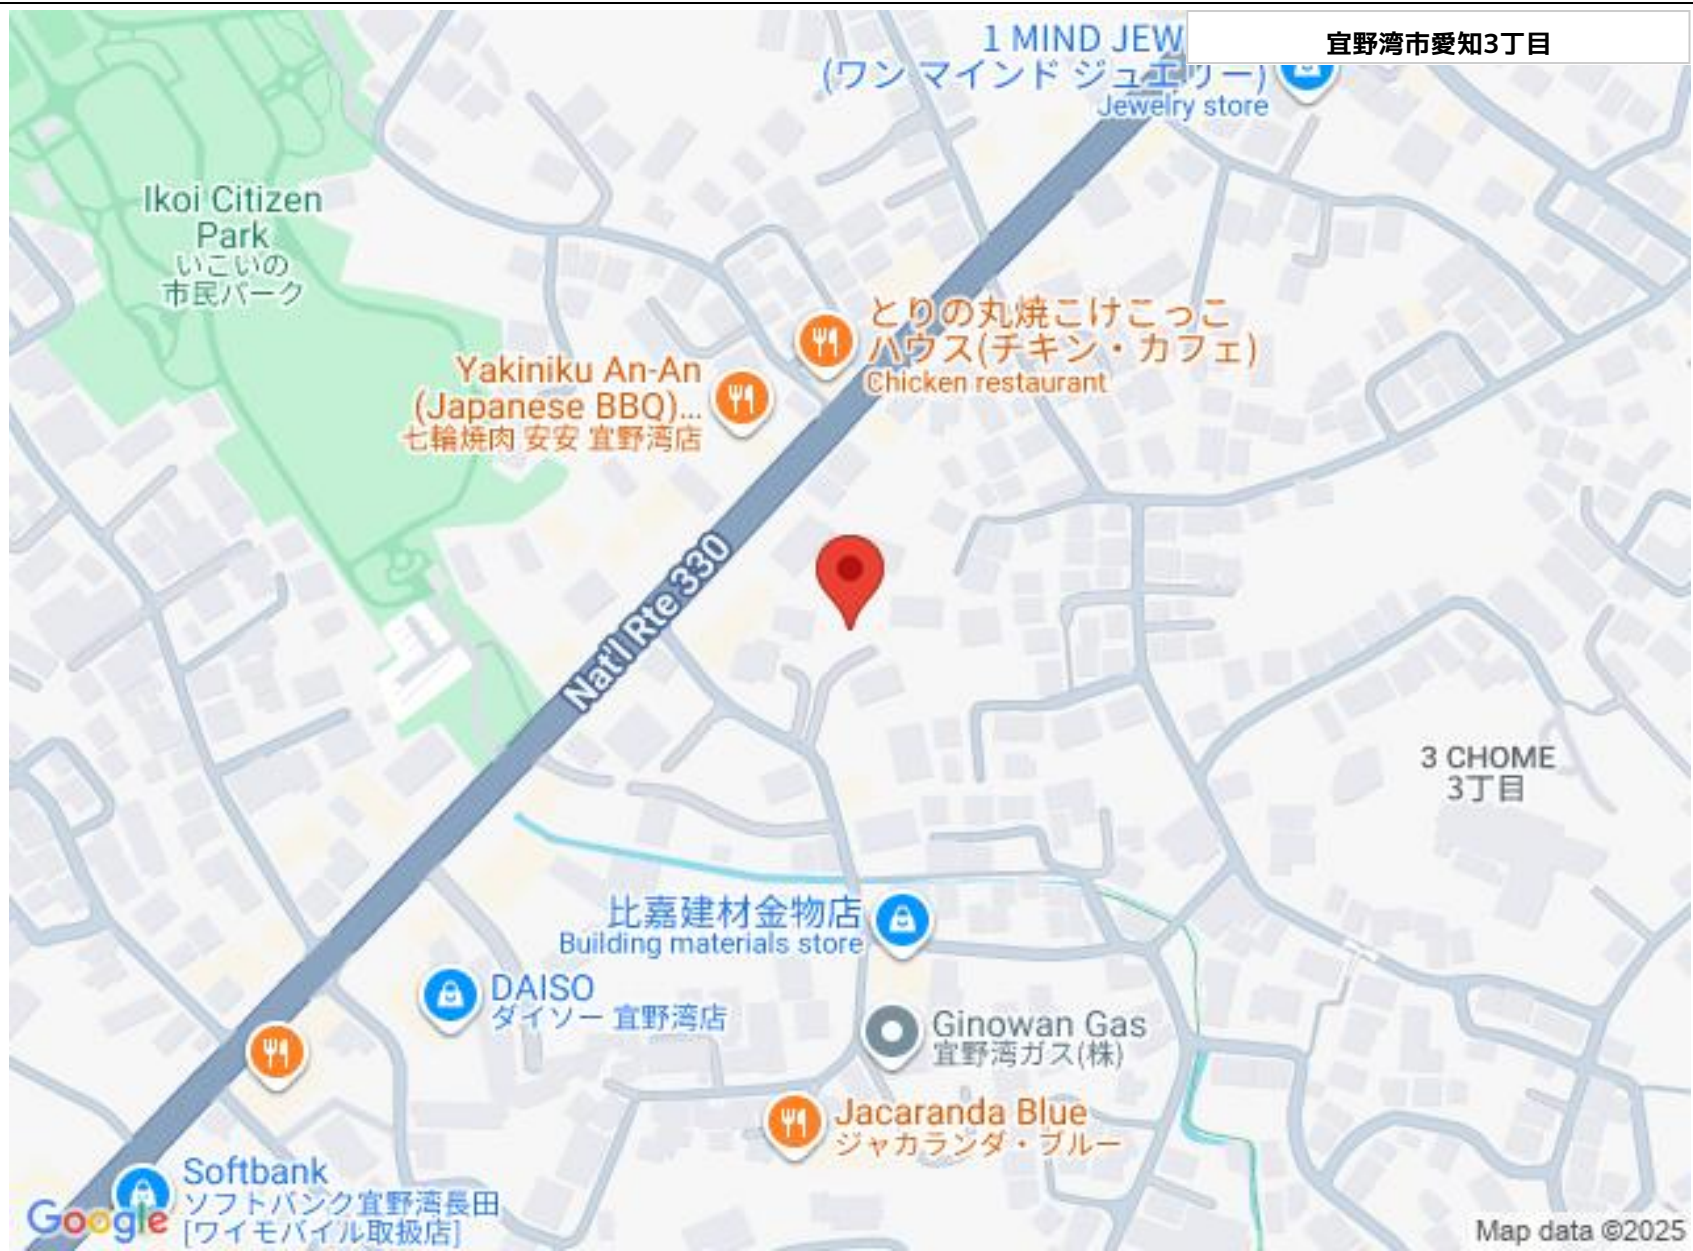 宜野湾市愛知3丁目
1 MIND JEW
(ワン マインド ジュエリー)
Jewelry store
Ikoi Citizen
Park
いこいの
市民パーク
とりの丸焼こけこっこ
ハウス(チキン・カフェ)
Chicken restaurant
Yakiniku An-An
(Japanese BBQ)...
七輪焼肉 安安 宜野湾店
Nat'l Rte 330
3 CHOME
3丁目
比嘉建材金物店
Building materials store
DAISO
ダイソー 宜野湾店
Ginowan Gas
宜野湾ガス(株)
Jacaranda Blue
ジャカランダ・ブルー
Softbank
ソフトバンク宜野湾長田
[ワイモバイル取扱店]
Google
Map data ©2025